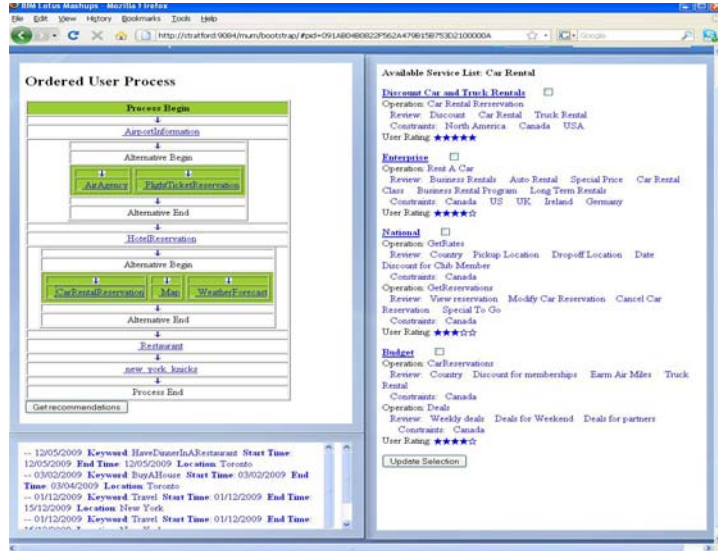 IBM Lotus Mashups - Mozilla Firefox
File Edit View History Bookmarks Tools Help
http://stratford:9084/mum/bootstrap/#pid=091AB04B0822F562A479B15B753D2100000A
Google
Ordered User Process
Process Begin
AirportInformation
Alternative Begin
AirAgency FlightTicketReservation
Alternative End
HotelReservation
Alternative Begin
CarRentalReservation Map WeatherForecast
Alternative End
Restaurant
new_york_knicks
Process End
Get recommendations
-- 12/05/2009 Keyword: HaveDinnerInARestaurant Start Time:
12/05/2009 End Time: 12/05/2009 Location: Toronto
-- 03/02/2009 Keyword: BuyAHouse Start Time: 03/02/2009 End
Time: 03/04/2009 Location: Toronto
-- 01/12/2009 Keyword: Travel Start Time: 01/12/2009 End Time:
15/12/2009 Location: New York
-- 01/12/2009 Keyword: Travel Start Time: 01/12/2009 End Time:
Available Service List: Car Rental
Discount Car and Truck Rentals
Operation: Car Rental Rerservation
Review: Discount Car Rental Truck Rental
Constraints: North America Canada USA
User Rating: ★★★★★
Enterprise
Operation: Rent A Car
Review: Business Rentals Auto Rental Special Price Car Rental
Class Business Rental Program Long Term Rentals
Constraints: Canada US UK Ireland Germany
User Rating: ★★★★☆
National
Operation: GetRates
Review: Country Pickup Location Dropoff Location Date
Discount for Club Member
Constraints: Canada
Operation: GetReservations
Review: View reservation Modify Car Reservation Cancel Car
Reservation Special To Go
Constraints: Canada
User Rating: ★★★☆☆
Budget
Operation: CarReservations
Review: Country Discount for memberships Earn Air Miles Truck
Rental
Constraints: Canada
Operation: Deals
Review: Weekly deals Deals for Weekend Deals for partners
Constraints: Canada
User Rating: ★★★★☆
Update Selection